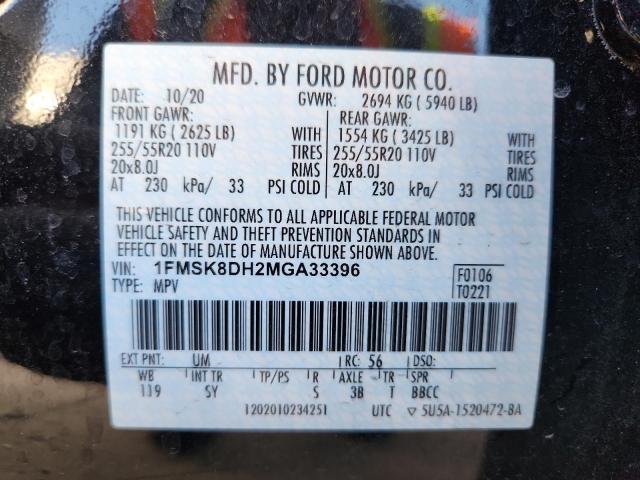 MFD. BY FORD MOTOR CO.
DATE: 10/20 GVWR: 2694 KG ( 5940 LB)
FRONT GAWR: REAR GAWR:
1191 KG ( 2625 LB) WITH 1554 KG ( 3425 LB) WITH
255/55R20 110V TIRES 255/55R20 110V TIRES
20x8.0J RIMS 20x8.0J RIMS
AT 230 kPa/ 33 PSI COLD AT 230 kPa/ 33 PSI COLD
THIS VEHICLE CONFORMS TO ALL APPLICABLE FEDERAL MOTOR
VEHICLE SAFETY AND THEFT PREVENTION STANDARDS IN
EFFECT ON THE DATE OF MANUFACTURE SHOWN ABOVE.
VIN: 1FMSK8DH2MGA33396 F0106
TYPE: MPV T0221
EXT PNT: UM RC: 56 DSO:
WB INT TR TP/PS R AXLE TR SPR
119 SY S 3B T BBCC
1202010234251 UTC ▽ 5U5A-1520472-BA